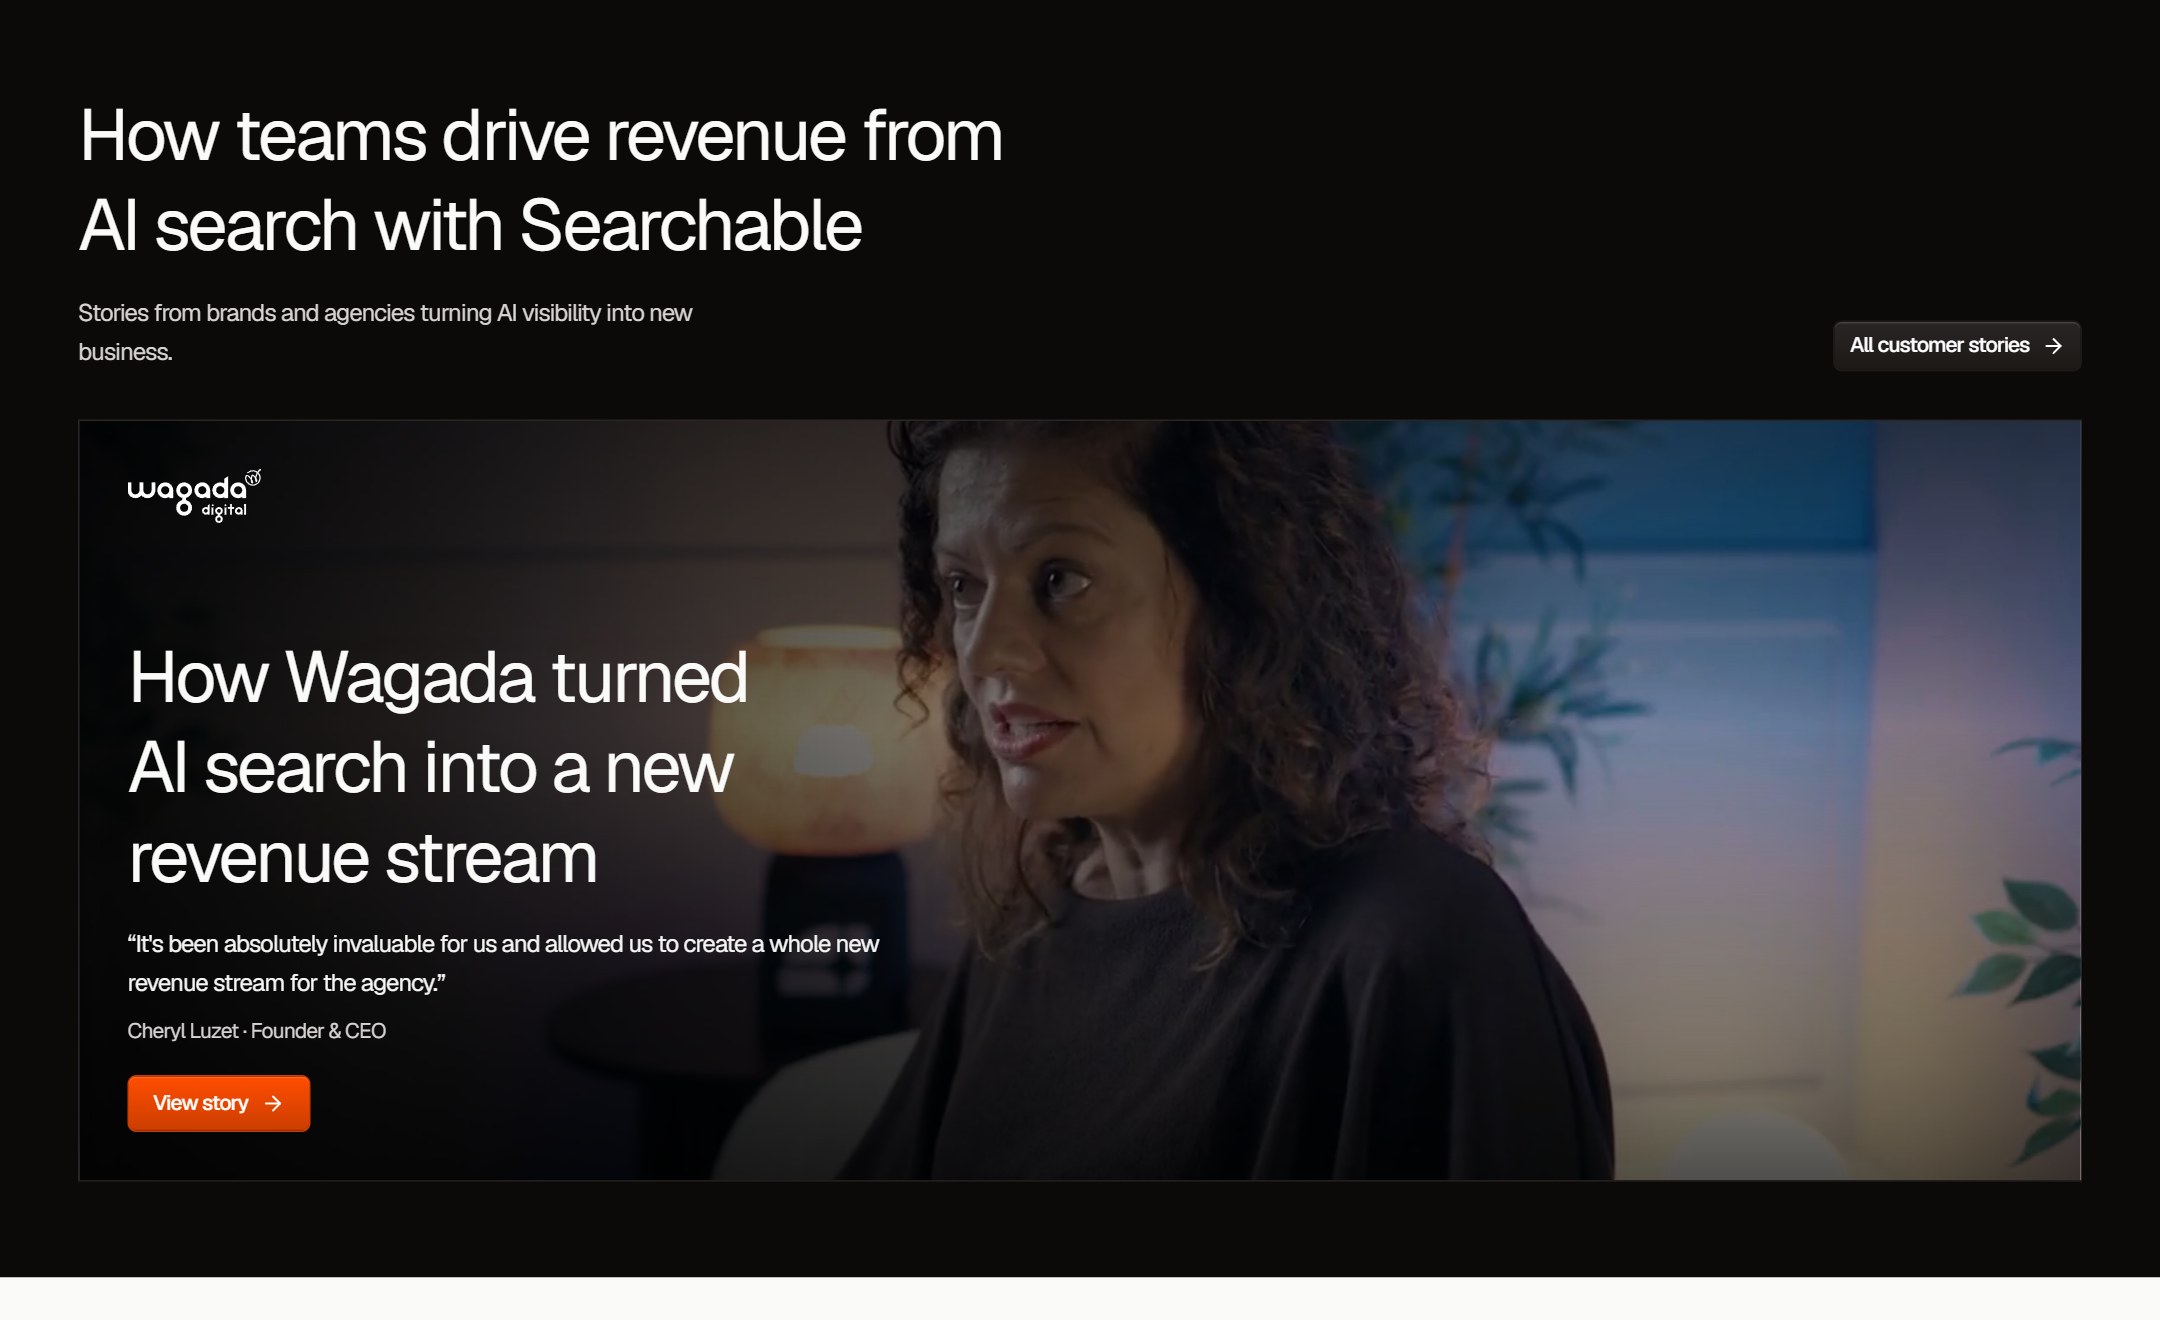 How teams drive revenue from
AI search with Searchable
Stories from brands and agencies turning AI visibility into new
business.
All customer stories
wagada
digital
How Wagada turned
AI search into a new
revenue stream
“It's been absolutely invaluable for us and allowed us to create a whole new
revenue stream for the agency.”
Cheryl Luzet · Founder & CEO
View story